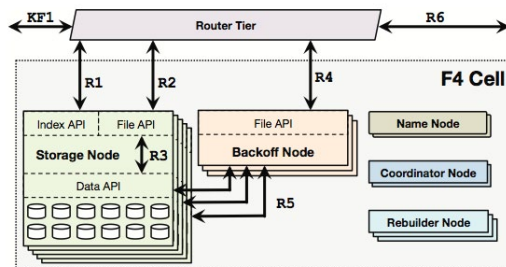 KF1
Router Tier
R6
R1
R2
R4
F4 Cell
Index API
File API
File API
Name Node
Storage Node
R3
Backoff Node
Coordinator Node
Data API
R5
Rebuilder Node